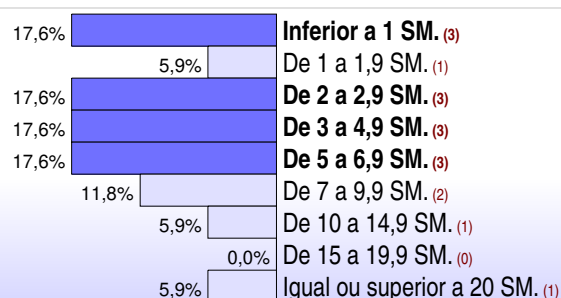 17,6% Inferior a 1 SM. (3)
5,9% De 1 a 1,9 SM. (1)
17,6% De 2 a 2,9 SM. (3)
17,6% De 3 a 4,9 SM. (3)
17,6% De 5 a 6,9 SM. (3)
11,8% De 7 a 9,9 SM. (2)
5,9% De 10 a 14,9 SM. (1)
0,0% De 15 a 19,9 SM. (0)
5,9% Igual ou superior a 20 SM. (1)